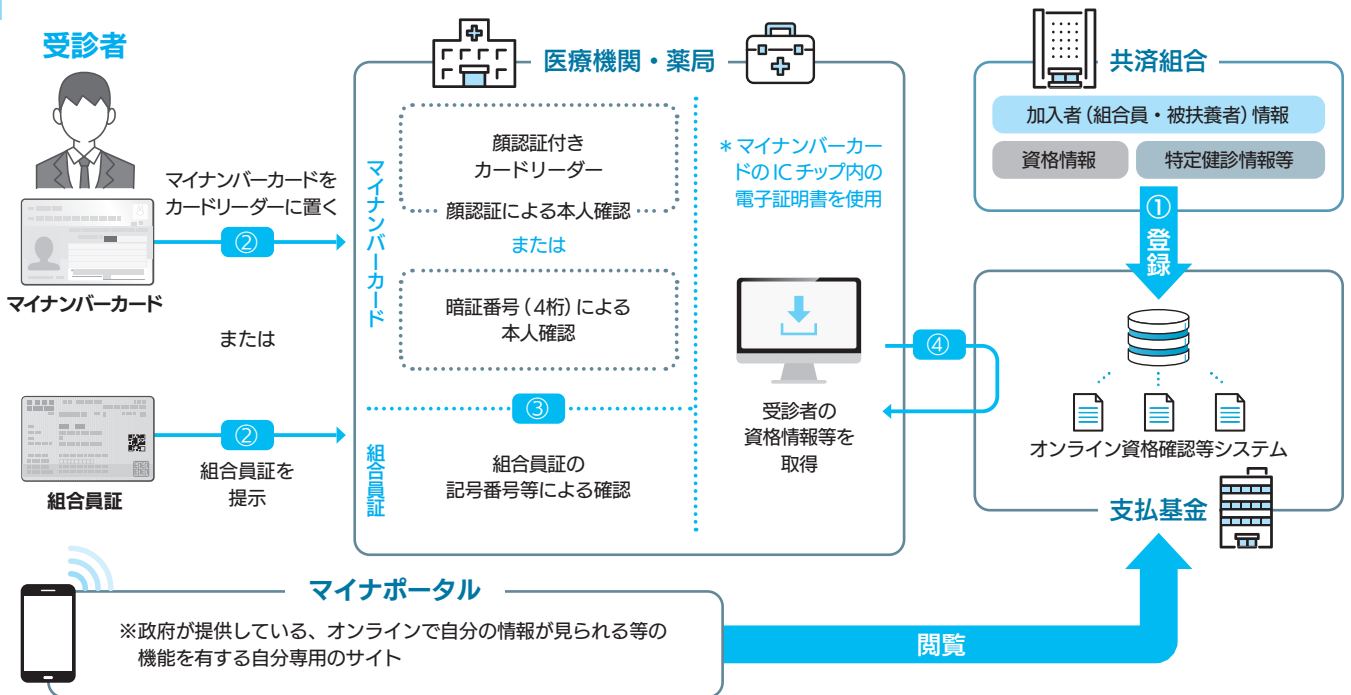 受診者
マイナンバーカードを
カードリーダーに置く
②
マイナンバーカード
または
②
組合員証を
提示
組合員証
医療機関・薬局
マイナンバーカード
顔認証付き
カードリーダー
顔認証による本人確認
または
暗証番号(4桁)による
本人確認
③
組合員証
組合員証の
記号番号等による確認
＊マイナンバーカー
ドのICチップ内の
電子証明書を使用
受診者の
資格情報等を
取得
④
共済組合
加入者(組合員・被扶養者)情報
資格情報
特定健診情報等
①
登録
オンライン資格確認等システム
支払基金
マイナポータル
※政府が提供している、オンラインで自分の情報が見られる等の
機能を有する自分専用のサイト
閲覧